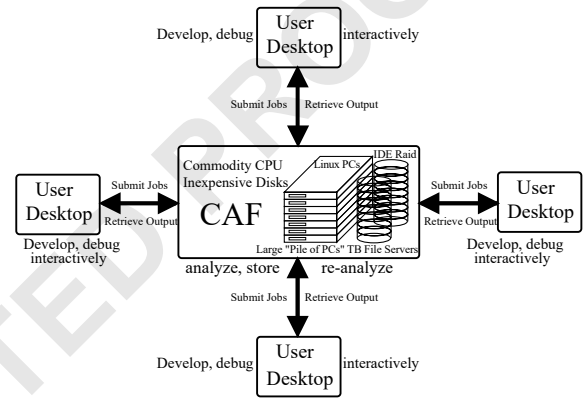 User
Desktop
Develop, debug
interactively
Submit Jobs
Retrieve Output
Commodity CPU
Inexpensive Disks
CAF
Linux PCs
IDE Raid
Large "Pile of PCs"
TB File Servers
User
Desktop
Submit Jobs
Retrieve Output
Develop, debug
interactively
Submit Jobs
Retrieve Output
User
Desktop
Develop, debug
interactively
analyze, store
re-analyze
Submit Jobs
Retrieve Output
Develop, debug
User
Desktop
interactively
TED PROO